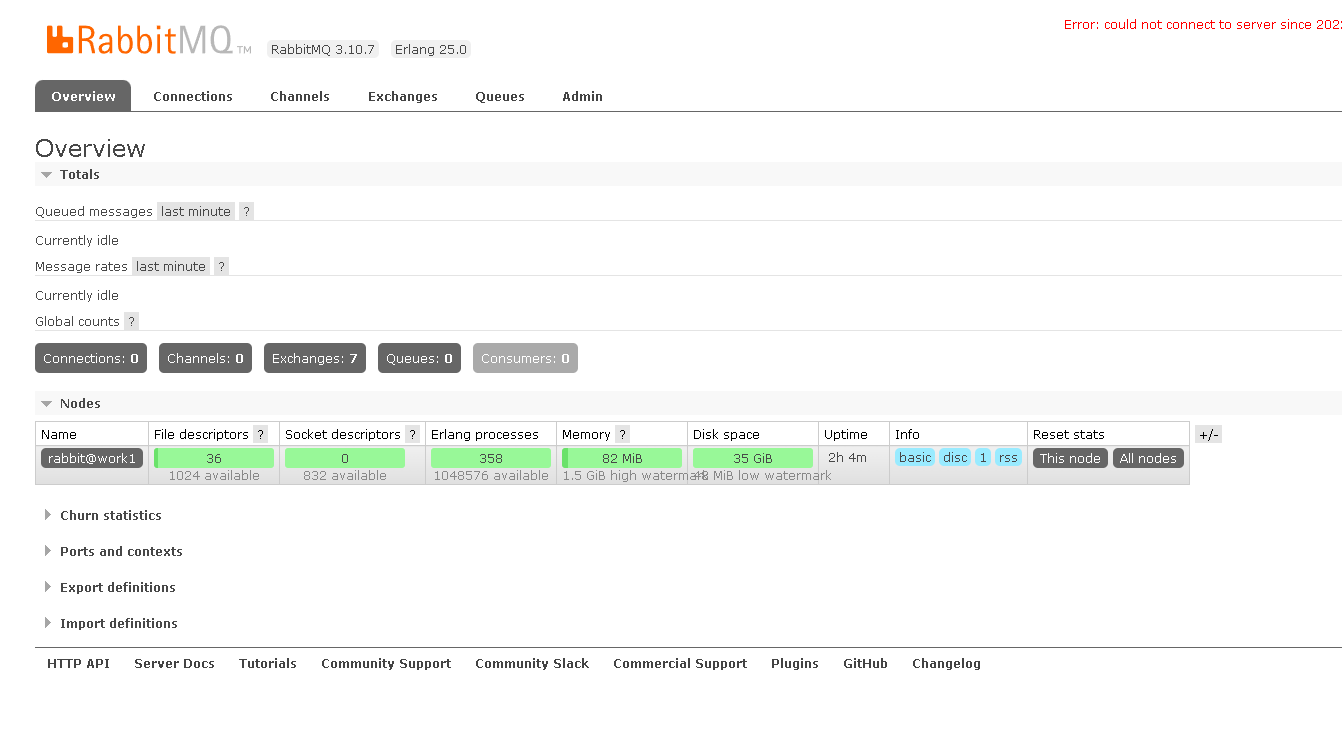 RabbitMQ TM RabbitMQ 3.10.7 Erlang 25.0
Error: could not connect to server since 202
Overview Connections Channels Exchanges Queues Admin
Overview
Totals
Queued messages last minute ?
Currently idle
Message rates last minute ?
Currently idle
Global counts ?
Connections: 0 Channels: 0 Exchanges: 7 Queues: 0 Consumers: 0
Nodes
Name File descriptors ? Socket descriptors ? Erlang processes Memory ? Disk space Uptime Info Reset stats +/-
rabbit@work1 36 0 358 82 MiB 35 GiB 2h 4m basic disc 1 rss This node All nodes
1024 available 832 available 1048576 available 1.5 GiB high watermark 48 MiB low watermark
Churn statistics
Ports and contexts
Export definitions
Import definitions
HTTP API Server Docs Tutorials Community Support Community Slack Commercial Support Plugins GitHub Changelog